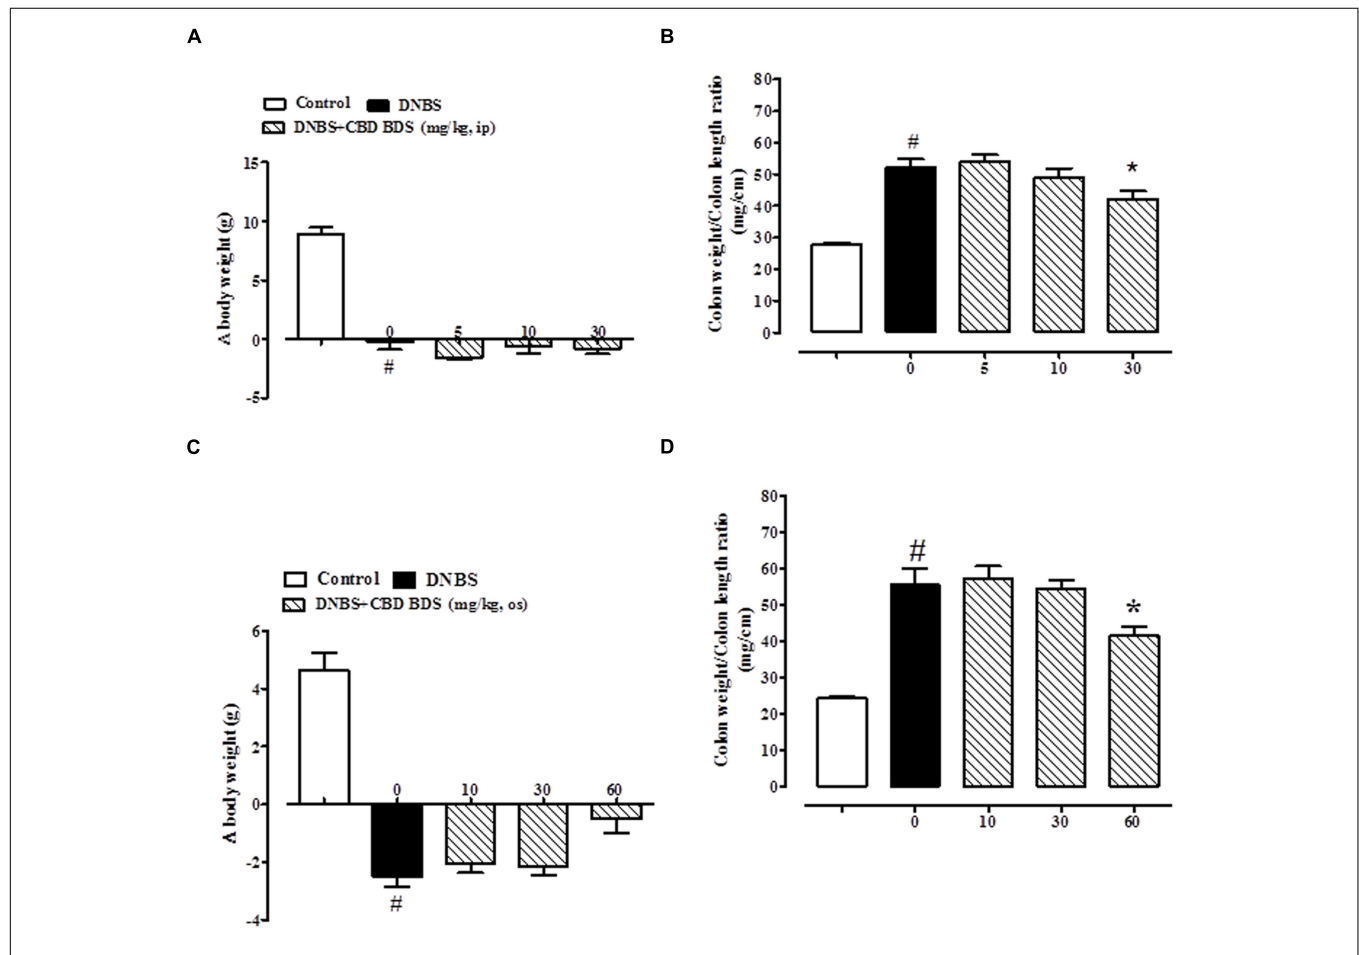 A
Control DNBS
DNBS+CBD BDS (mg/kg, ip)
Δ body weight (g)
15
10
5
0
-5
0 5 10 30
#
B
Colon weight/Colon length ratio
(mg/cm)
80
70
60
50
40
30
20
10
0
#
*
0 5 10 30
C
Control DNBS
DNBS+CBD BDS (mg/kg, os)
Δ body weight (g)
6
4
2
0
-2
-4
0 10 30 60
#
D
Colon weight/Colon length ratio
(mg/cm)
80
70
60
50
40
30
20
10
0
#
*
0 10 30 60